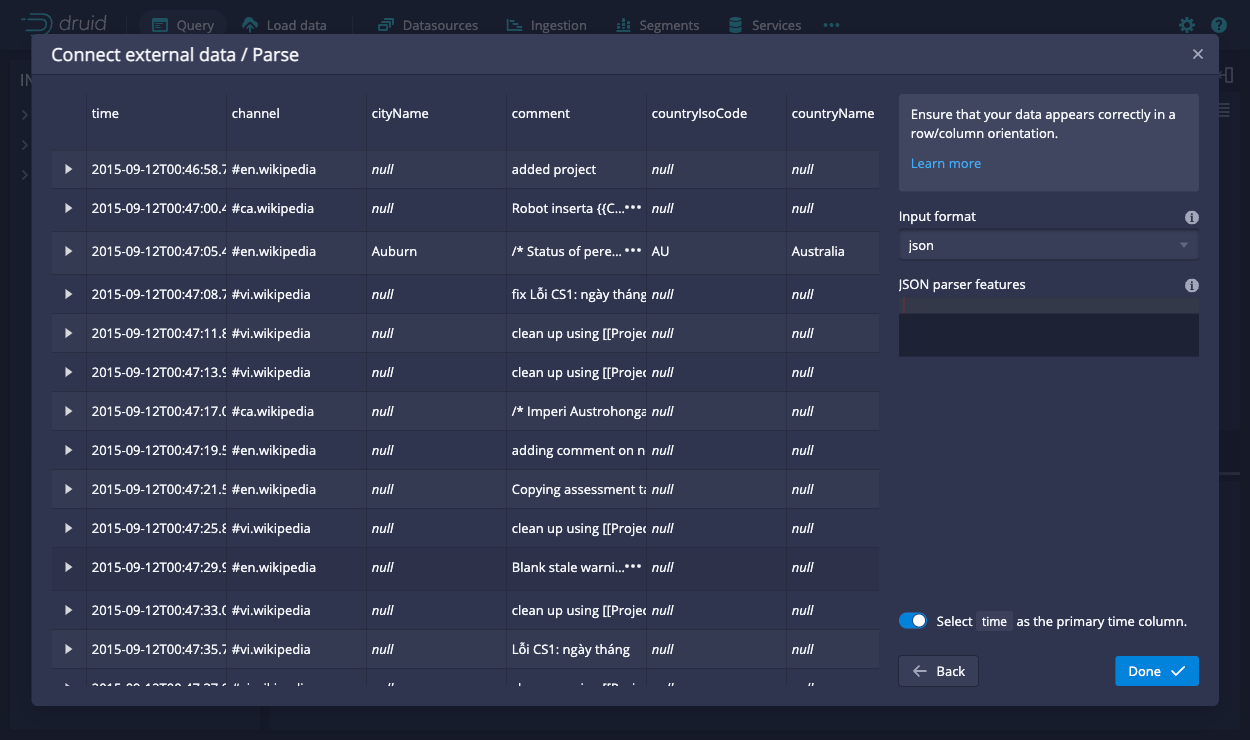 druid
Query
Load data
Datasources
Ingestion
Segments
Services
Connect external data / Parse
time channel cityName comment countryIsoCode countryName
2015-09-12T00:46:58.7 #en.wikipedia null added project null null
2015-09-12T00:47:00.4 #ca.wikipedia null Robot inserta {{C...••• null null
2015-09-12T00:47:05.4 #en.wikipedia Auburn /* Status of pere...••• AU Australia
2015-09-12T00:47:08.7 #vi.wikipedia null fix Lỗi CS1: ngày tháng null null
2015-09-12T00:47:11.8 #vi.wikipedia null clean up using [[Projec null null
2015-09-12T00:47:13.9 #vi.wikipedia null clean up using [[Projec null null
2015-09-12T00:47:17.0 #ca.wikipedia null /* Imperi Austrohonga null null
2015-09-12T00:47:19.5 #en.wikipedia null adding comment on n null null
2015-09-12T00:47:21.5 #en.wikipedia null Copying assessment ta null null
2015-09-12T00:47:25.8 #vi.wikipedia null clean up using [[Projec null null
2015-09-12T00:47:29.9 #en.wikipedia null Blank stale warni...••• null null
2015-09-12T00:47:33.0 #vi.wikipedia null clean up using [[Projec null null
2015-09-12T00:47:35.7 #vi.wikipedia null Lỗi CS1: ngày tháng null null
Ensure that your data appears correctly in a
row/column orientation.
Learn more
Input format
json
JSON parser features
Select time as the primary time column.
Back
Done